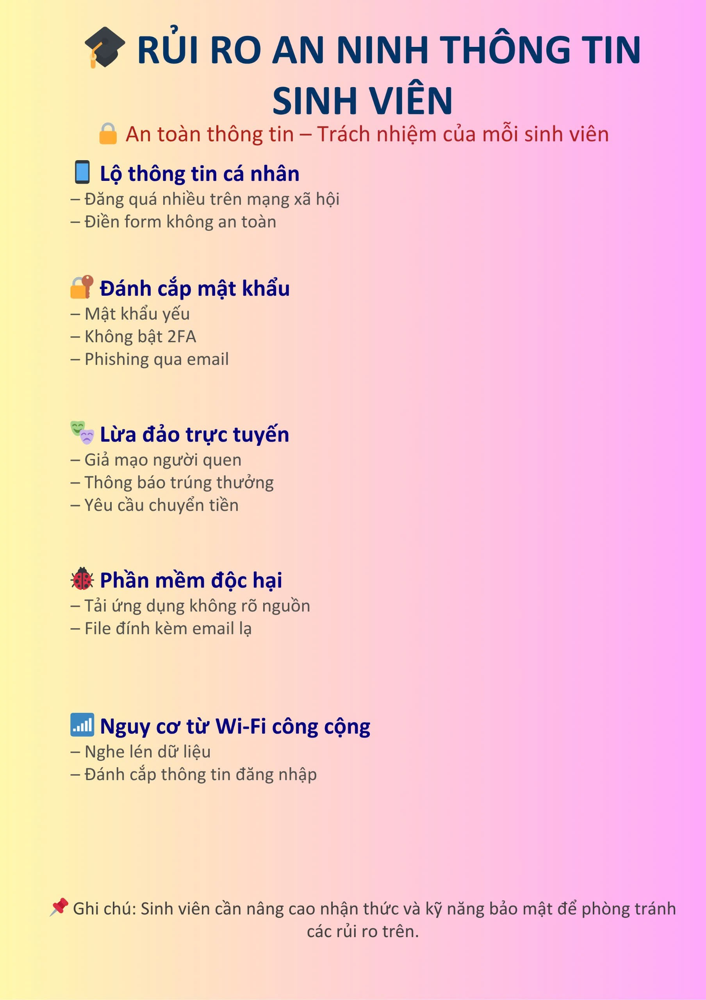 RỦI RO AN NINH THÔNG TIN
SINH VIÊN
An toàn thông tin – Trách nhiệm của mỗi sinh viên
Lộ thông tin cá nhân
– Đăng quá nhiều trên mạng xã hội
– Điền form không an toàn
Đánh cắp mật khẩu
– Mật khẩu yếu
– Không bật 2FA
– Phishing qua email
Lừa đảo trực tuyến
– Giả mạo người quen
– Thông báo trúng thưởng
– Yêu cầu chuyển tiền
Phần mềm độc hại
– Tải ứng dụng không rõ nguồn
– File đính kèm email lạ
Nguy cơ từ Wi-Fi công cộng
– Nghe lén dữ liệu
– Đánh cắp thông tin đăng nhập
Ghi chú: Sinh viên cần nâng cao nhận thức và kỹ năng bảo mật để phòng tránh
các rủi ro trên.